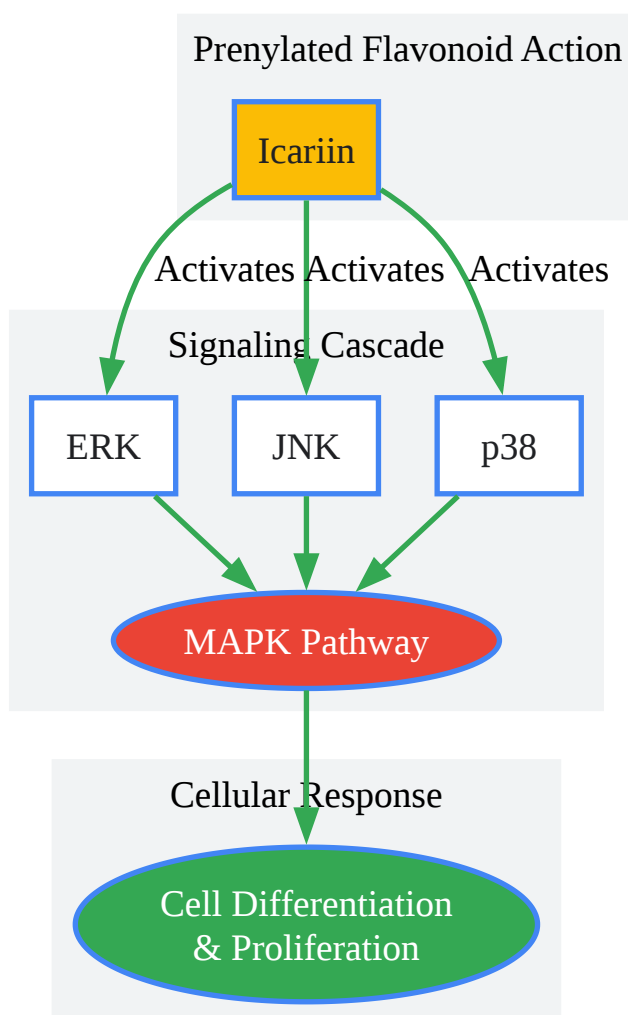 Prenylated Flavonoid Action
Icariin
Activates Activates Activates
Signaling Cascade
ERK JNK p38
MAPK Pathway
Cellular Response
Cell Differentiation
& Proliferation